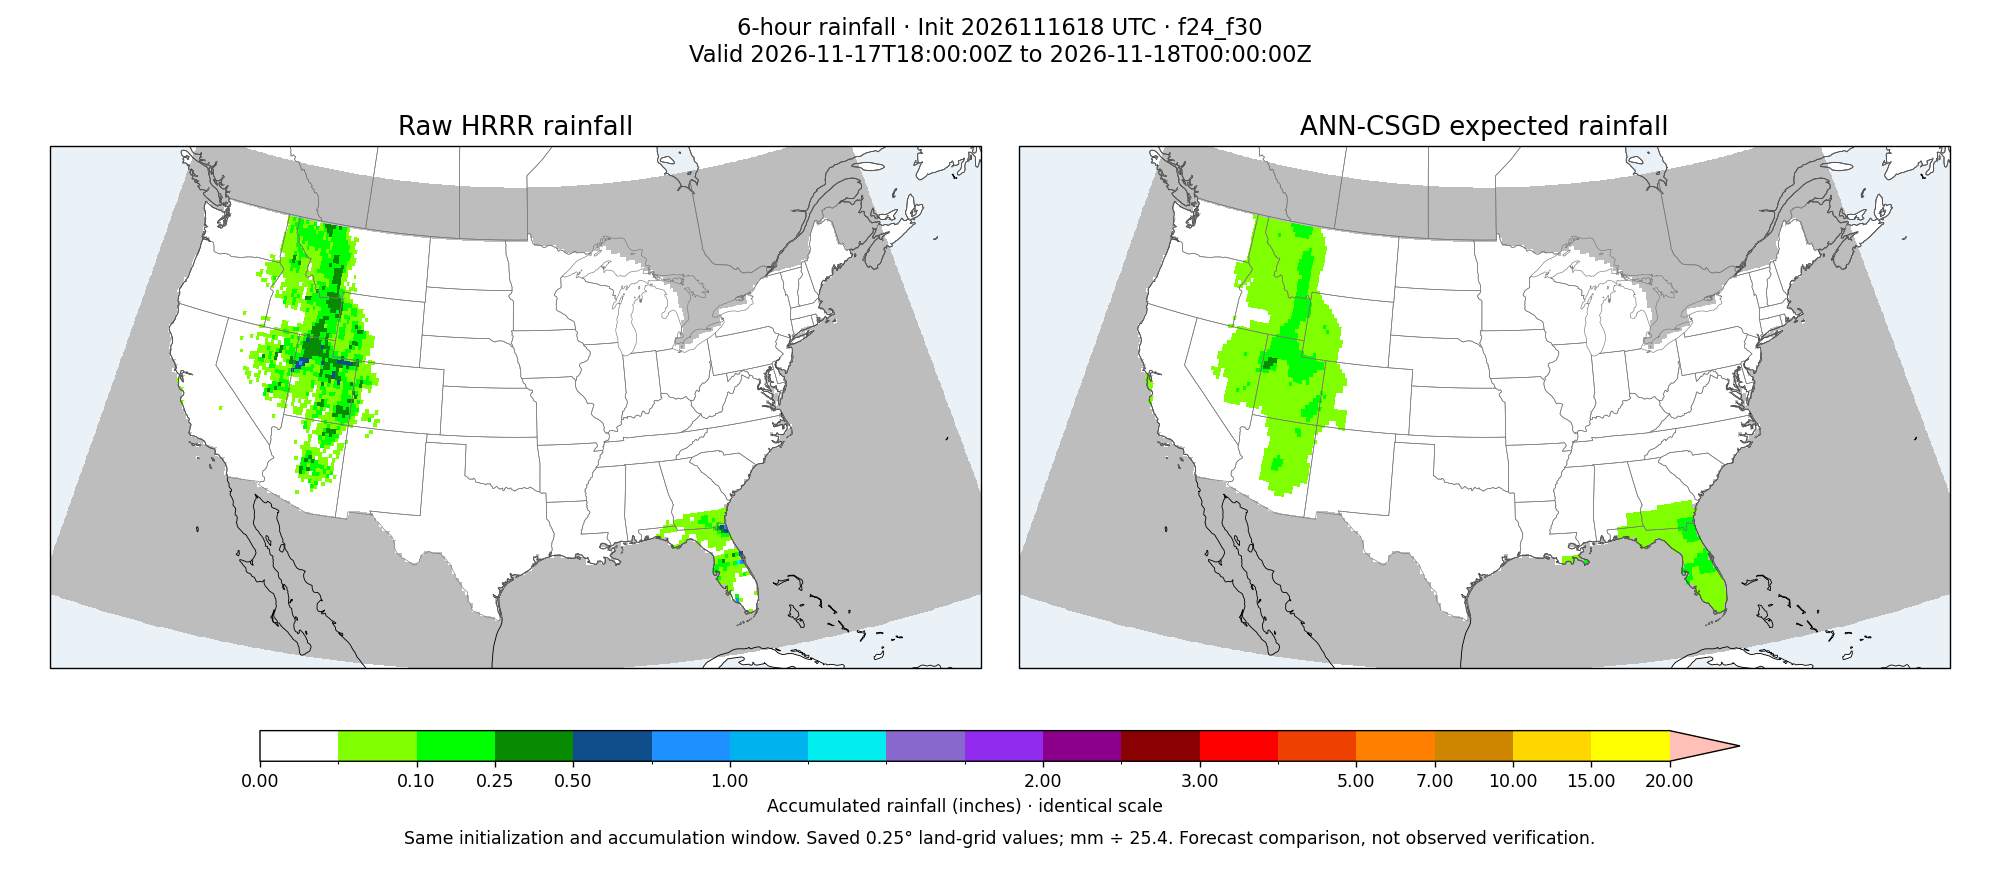 6-hour rainfall · Init 2026111618 UTC · f24_f30
Valid 2026-11-17T18:00:00Z to 2026-11-18T00:00:00Z
Raw HRRR rainfall
ANN-CSGD expected rainfall
0.00 0.10 0.25 0.50 1.00 2.00 3.00 5.00 7.00 10.00 15.00 20.00
Accumulated rainfall (inches) · identical scale
Same initialization and accumulation window. Saved 0.25° land-grid values; mm ÷ 25.4. Forecast comparison, not observed verification.